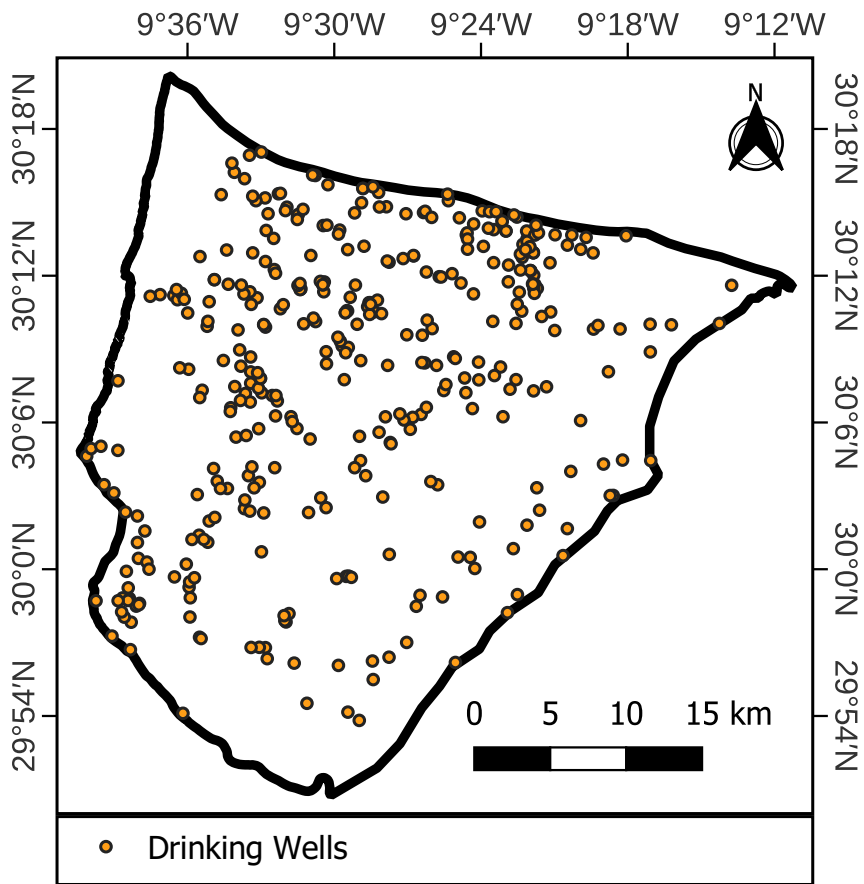 9°36′W 9°30′W 9°24′W 9°18′W 9°12′W
N
30°18′N 30°18′N
30°12′N 30°12′N
30°6′N 30°6′N
30°0′N 30°0′N
29°54′N 29°54′N
0 5 10 15 km
Drinking Wells